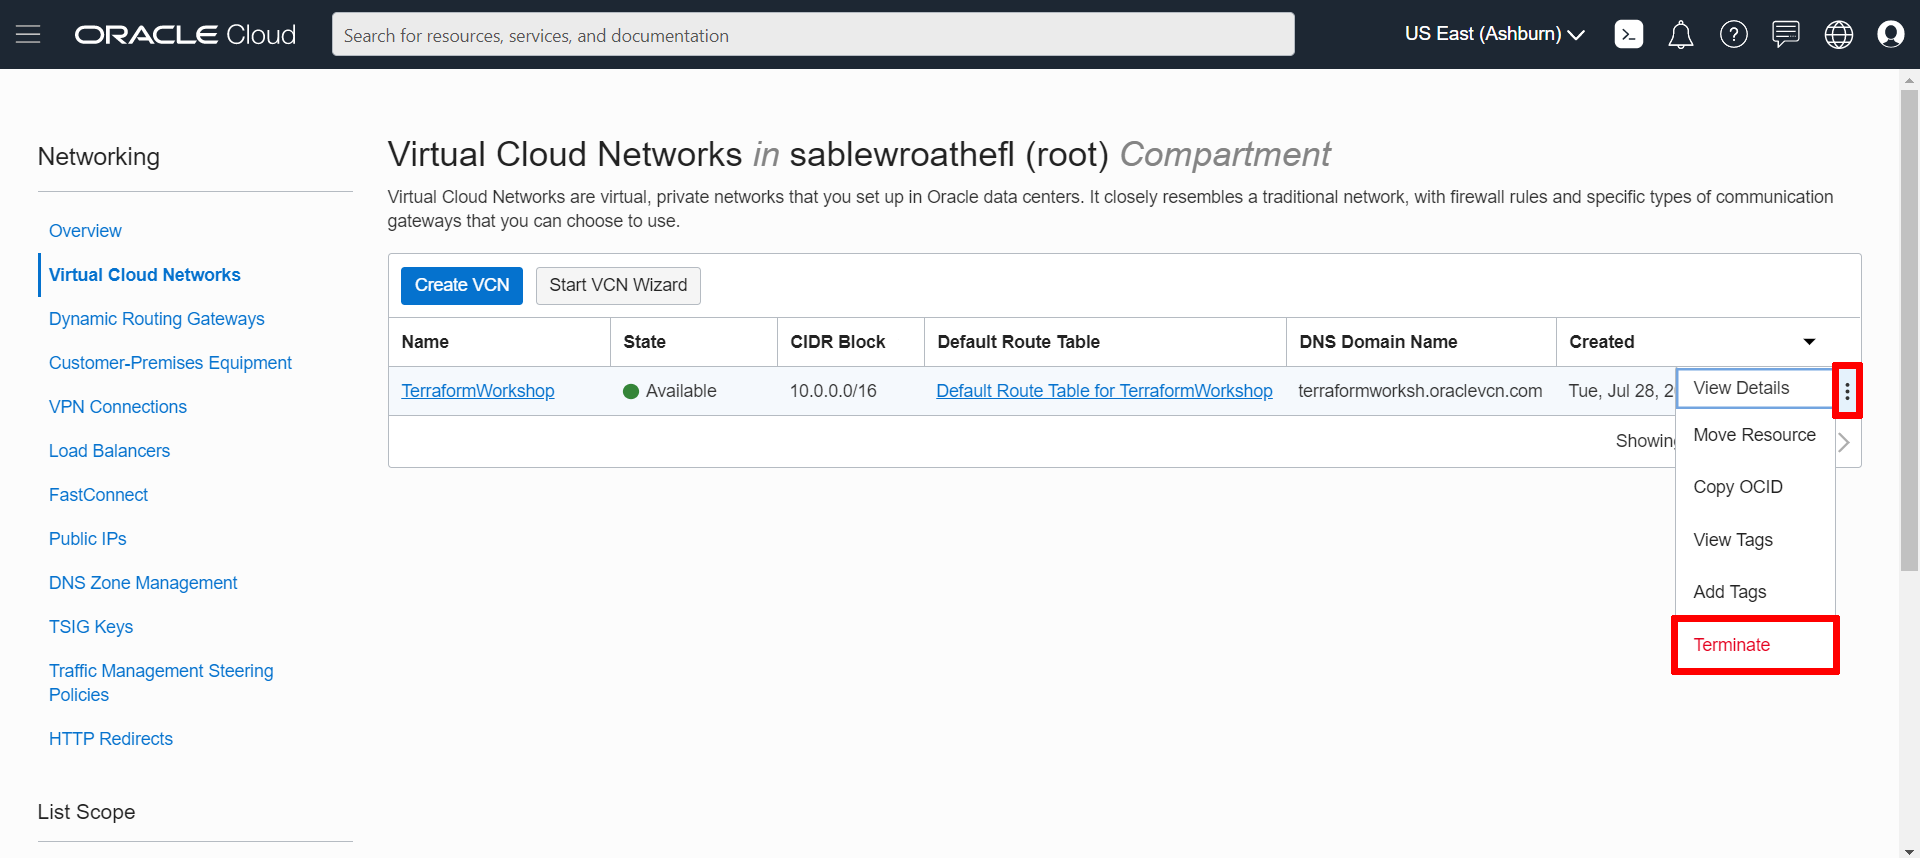 ORACLE Cloud
Search for resources, services, and documentation
US East (Ashburn)
Networking
Overview
Virtual Cloud Networks
Dynamic Routing Gateways
Customer-Premises Equipment
VPN Connections
Load Balancers
FastConnect
Public IPs
DNS Zone Management
TSIG Keys
Traffic Management Steering
Policies
HTTP Redirects
List Scope
Virtual Cloud Networks in sablewroathefl (root) Compartment
Virtual Cloud Networks are virtual, private networks that you set up in Oracle data centers. It closely resembles a traditional network, with firewall rules and specific types of communication
gateways that you can choose to use.
Create VCN Start VCN Wizard
Name State CIDR Block Default Route Table DNS Domain Name Created
TerraformWorkshop Available 10.0.0.0/16 Default Route Table for TerraformWorkshop terraformworksh.oraclevcn.com Tue, Jul 28, 2
Showing
View Details
Move Resource
Copy OCID
View Tags
Add Tags
Terminate